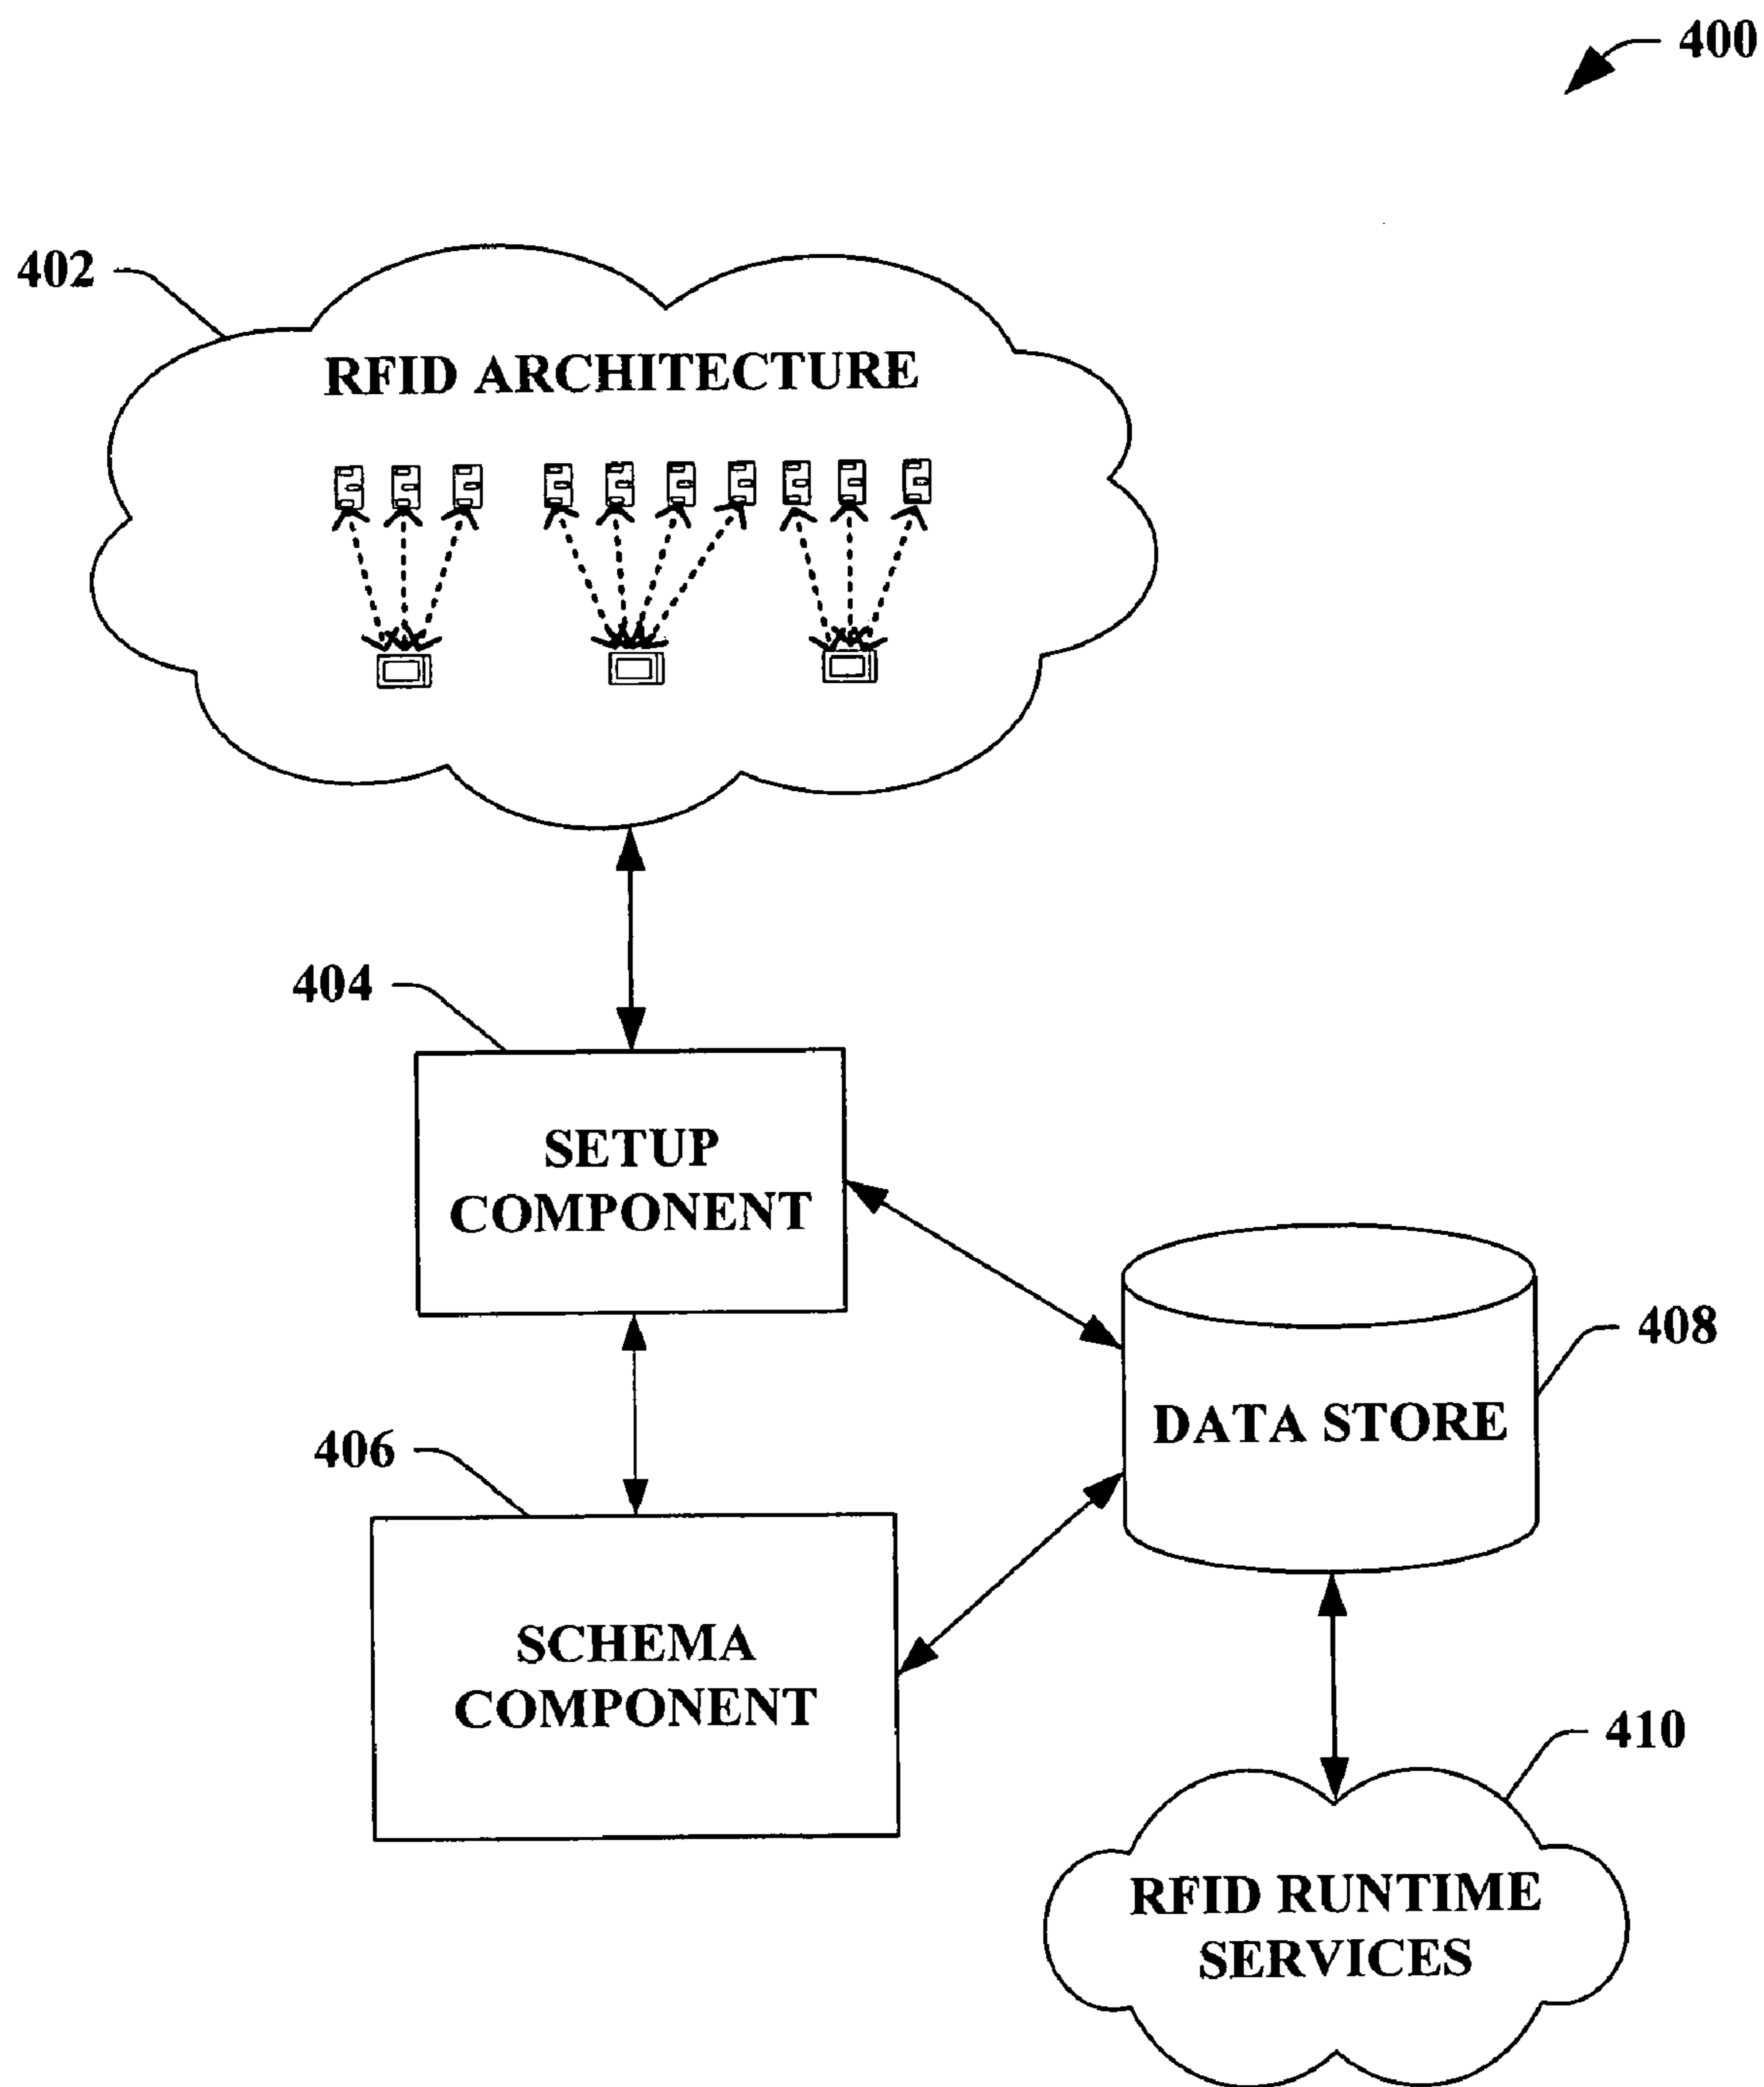 400
402
RFID ARCHITECTURE
404
SETUP
COMPONENT
408
DATA STORE
406
SCHEMA
COMPONENT
410
RFID RUNTIME
SERVICES